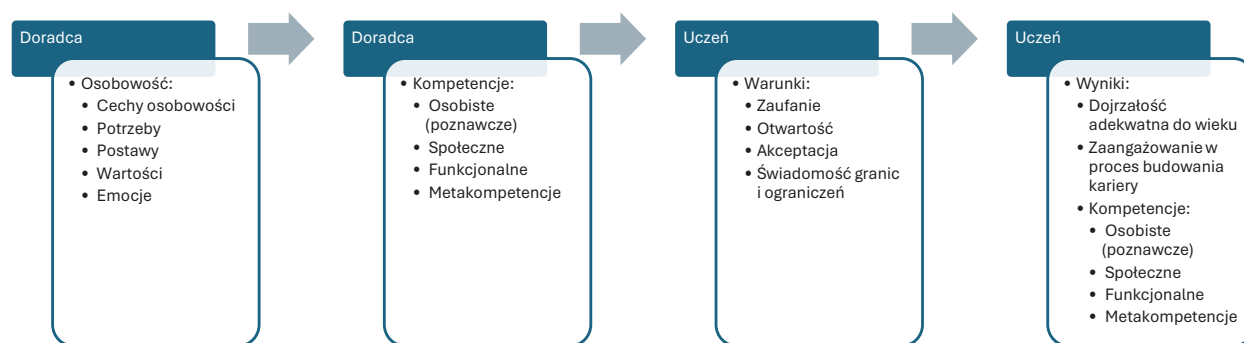 Doradca
• Osobowość:
• Cechy osobowości
• Potrzeby
• Postawy
• Wartości
• Emocje
Doradca
• Kompetencje:
• Osobiste
(poznawcze)
• Społeczne
• Funkcjonalne
• Metakompetencje
Uczeń
• Warunki:
• Zaufanie
• Otwartość
• Akceptacja
• Świadomość granic
i ograniczeń
Uczeń
• Wyniki:
• Dojrzałość
adekwatna do wieku
• Zaangażowanie w
proces budowania
kariery
• Kompetencje:
• Osobiste
(poznawcze)
• Społeczne
• Funkcjonalne
• Metakompetencje